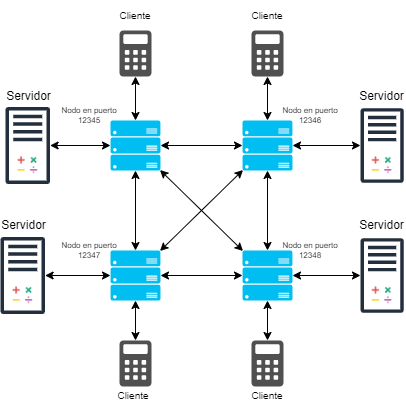 Cliente
Cliente
Servidor
Nodo en puerto
12345
Nodo en puerto
12346
Servidor
Servidor
Nodo en puerto
12347
Nodo en puerto
12348
Servidor
Cliente
Cliente